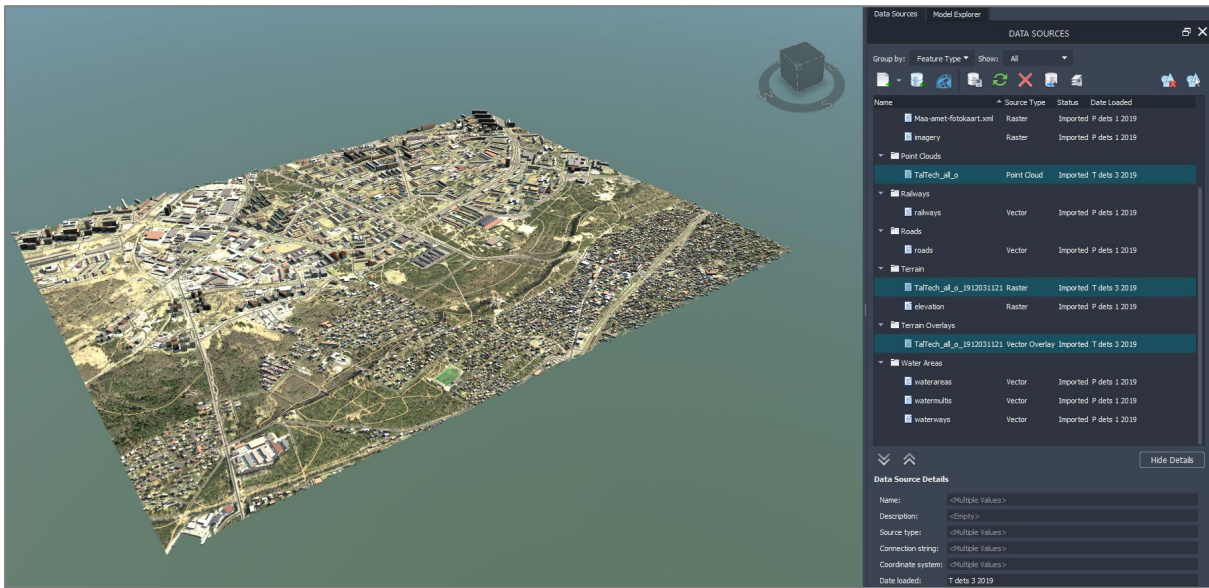 Data Sources Model Explorer
DATA SOURCES
Group by: Feature Type Show: All
Name Source Type Status Date Loaded
Maa-amet-fotokaart.xml Raster Imported P dets 1 2019
imagery Raster Imported P dets 1 2019
Point Clouds
TalTech_all_o Point Cloud Imported T dets 3 2019
Railways
railways Vector Imported P dets 1 2019
Roads
roads Vector Imported P dets 1 2019
Terrain
TalTech_all_o_1912031121 Raster Imported T dets 3 2019
elevation Raster Imported P dets 1 2019
Terrain Overlays
TalTech_all_o_1912031121 Vector Overlay Imported T dets 3 2019
Water Areas
waterareas Vector Imported P dets 1 2019
watermultis Vector Imported P dets 1 2019
waterways Vector Imported P dets 1 2019
Hide Details
Data Source Details
Name: <Multiple Values>
Description: <Empty>
Source type: <Multiple Values>
Connection string: <Multiple Values>
Coordinate system: <Multiple Values>
Date loaded: T dets 3 2019